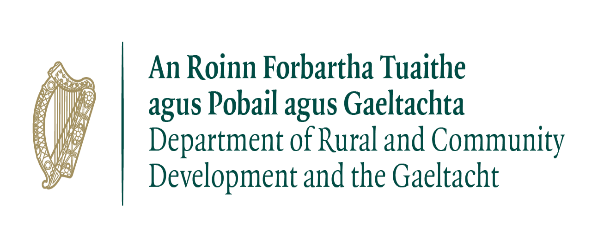 An Roinn Forbartha Tuaithe
agus Pobail agus Gaeltachta
Department of Rural and Community
Development and the Gaeltacht